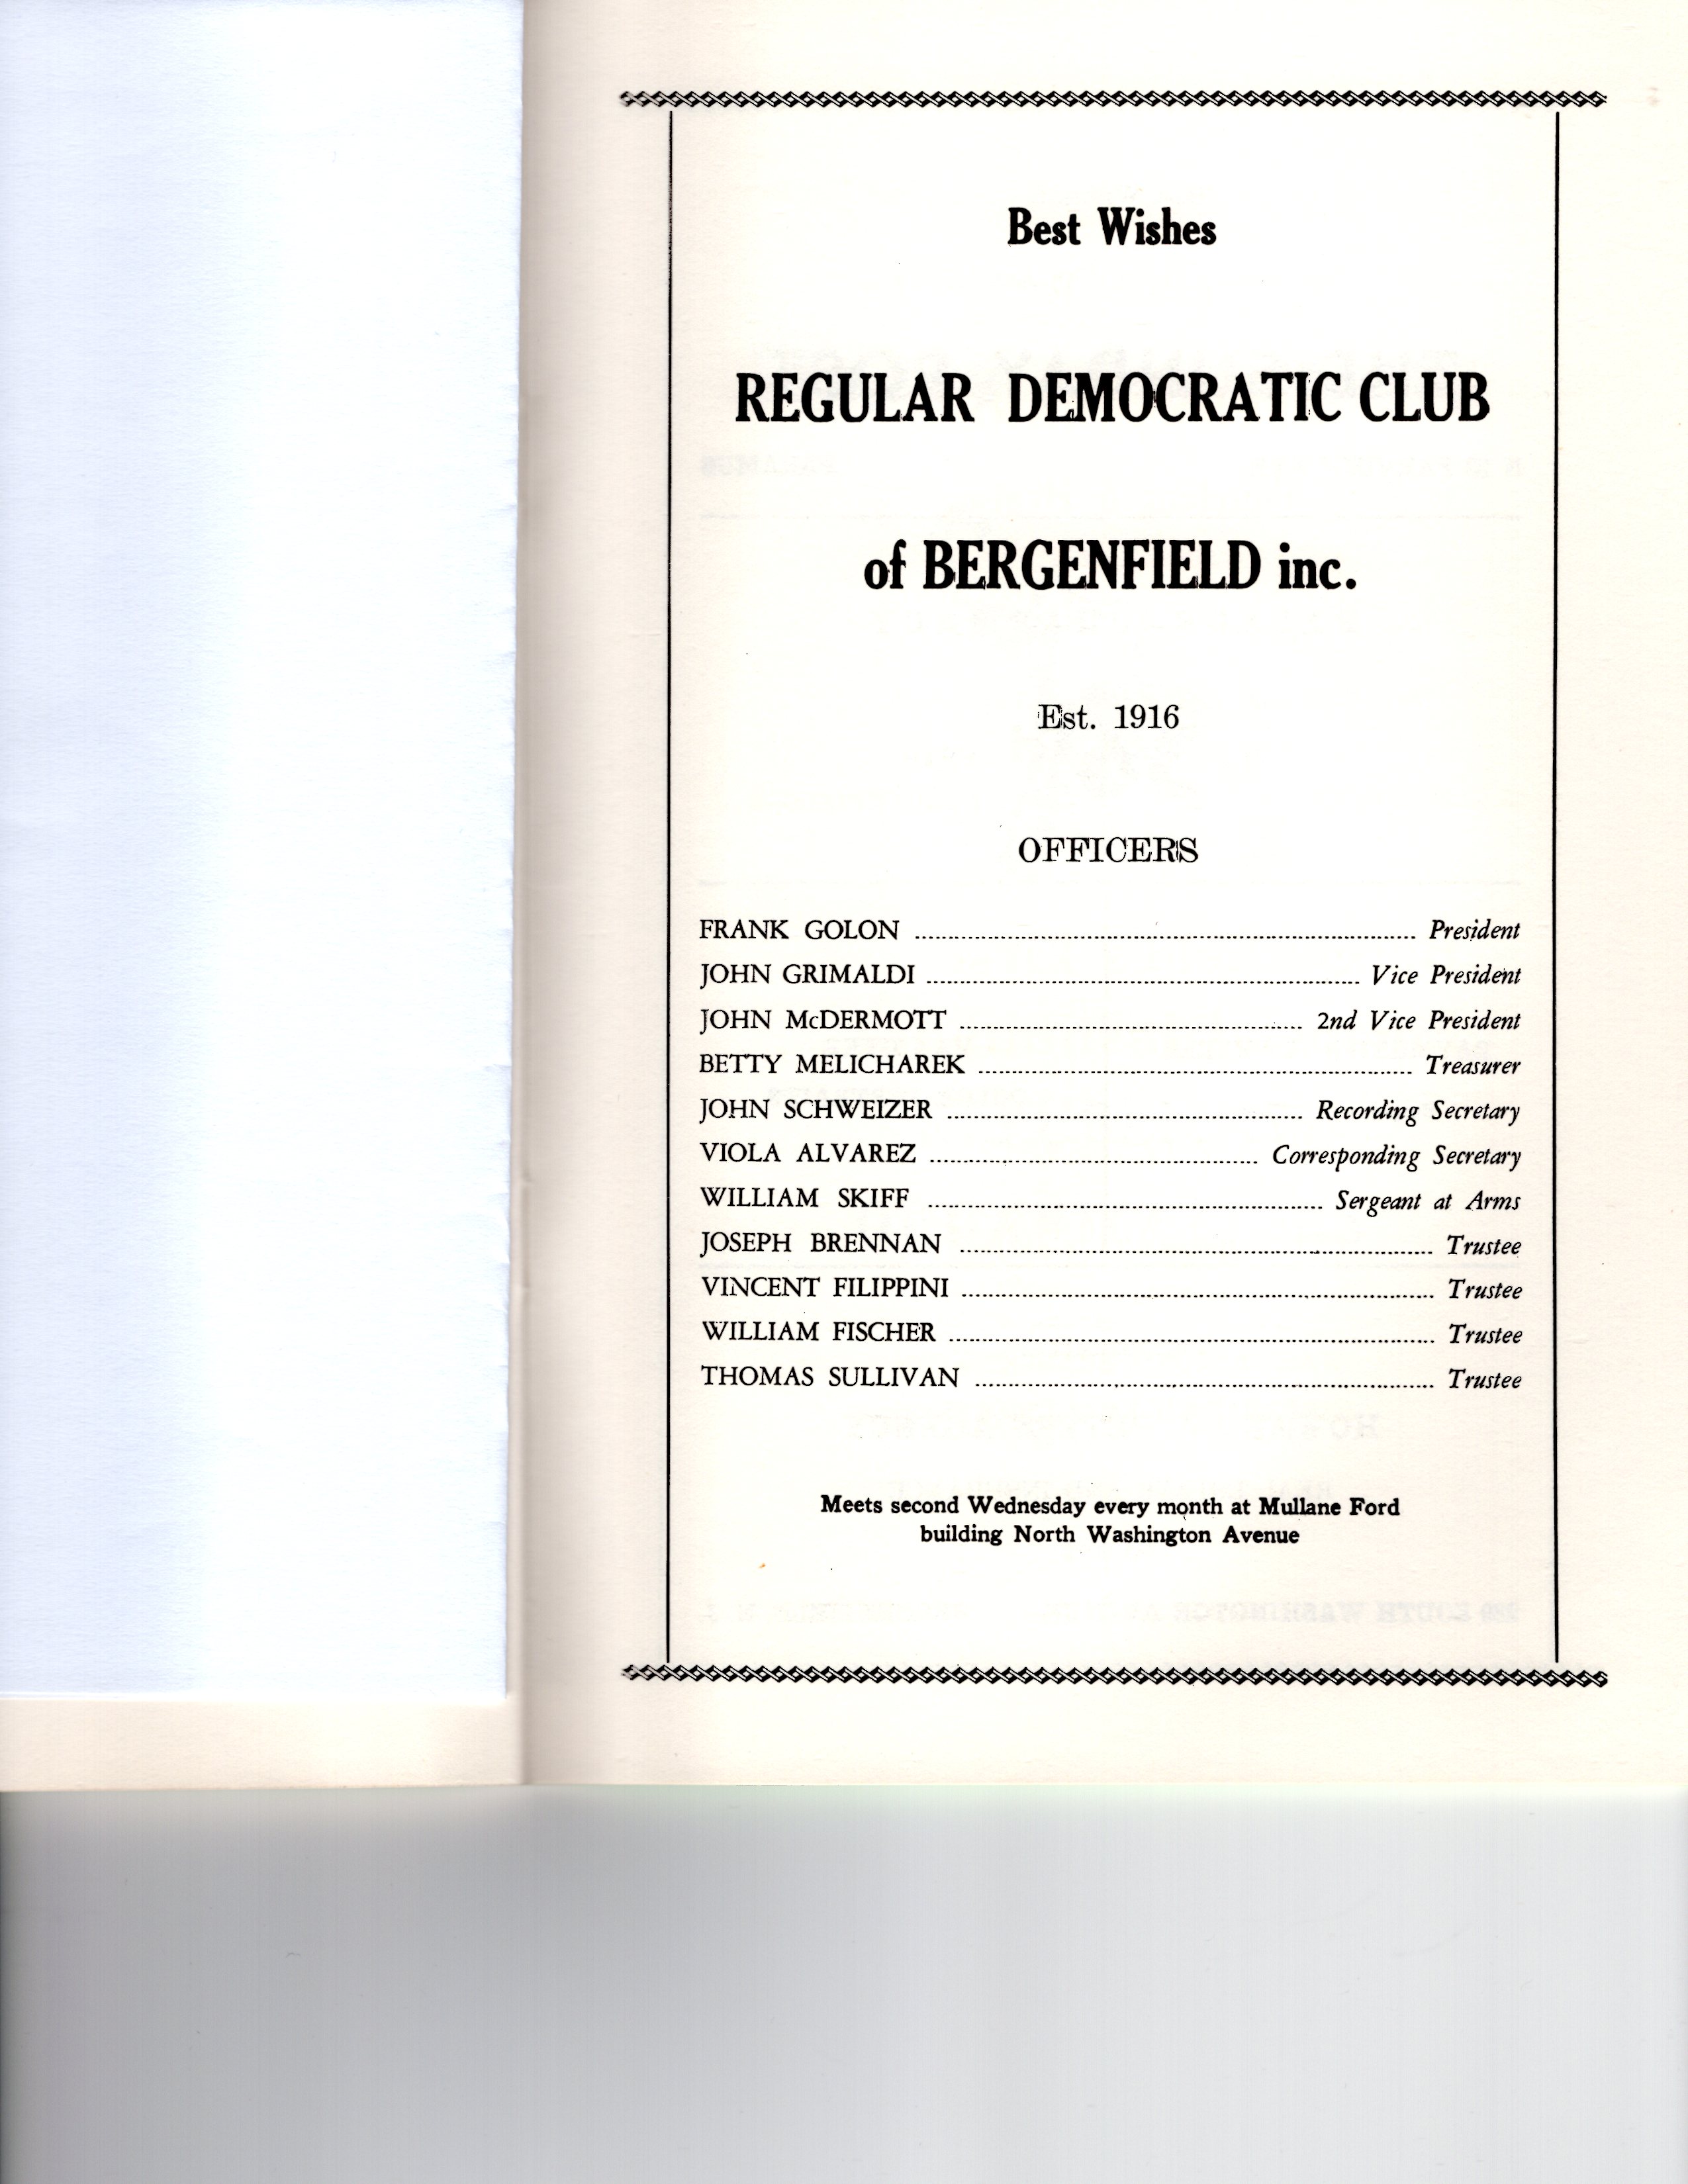 Best Wishes
REGULAR DEMOCRATIC CLUB
of BERGENFIELD inc.
Est. 1916
OFFICERS
FRANK GOLON ........................ President
JOHN GRIMALDI ........................ Vice President
JOHN McDERMOTT ........................ 2nd Vice President
BETTY MELICHAREK ........................ Treasurer
JOHN SCHWEIZER ........................ Recording Secretary
VIOLA ALVAREZ ........................ Corresponding Secretary
WILLIAM SKIFF ........................ Sergeant at Arms
JOSEPH BRENNAN ........................ Trustee
VINCENT FILIPPINI ........................ Trustee
WILLIAM FISCHER ........................ Trustee
THOMAS SULLIVAN ........................ Trustee
Meets second Wednesday every month at Mullane Ford
building North Washington Avenue